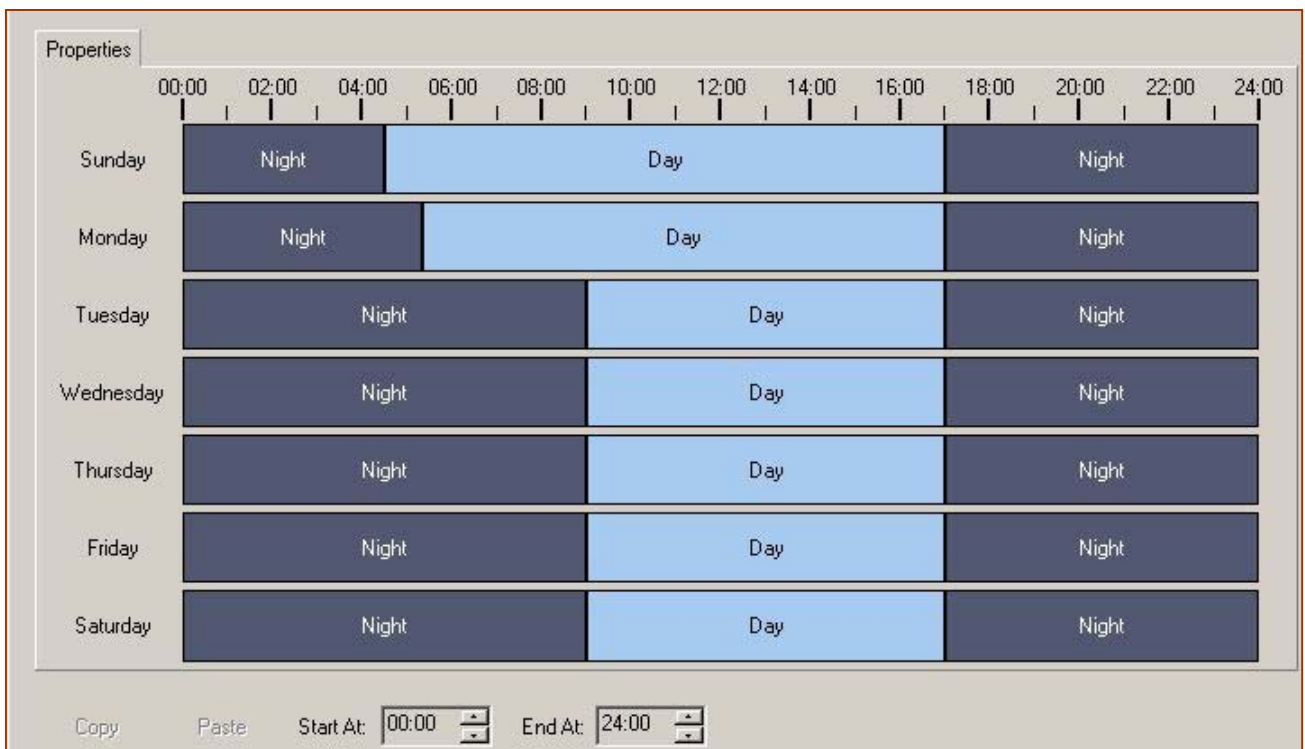 Properties
00:00 02:00 04:00 06:00 08:00 10:00 12:00 14:00 16:00 18:00 20:00 22:00 24:00
Sunday Night Day Night
Monday Night Day Night
Tuesday Night Day Night
Wednesday Night Day Night
Thursday Night Day Night
Friday Night Day Night
Saturday Night Day Night
Copy Paste Start At: 00:00 End At: 24:00